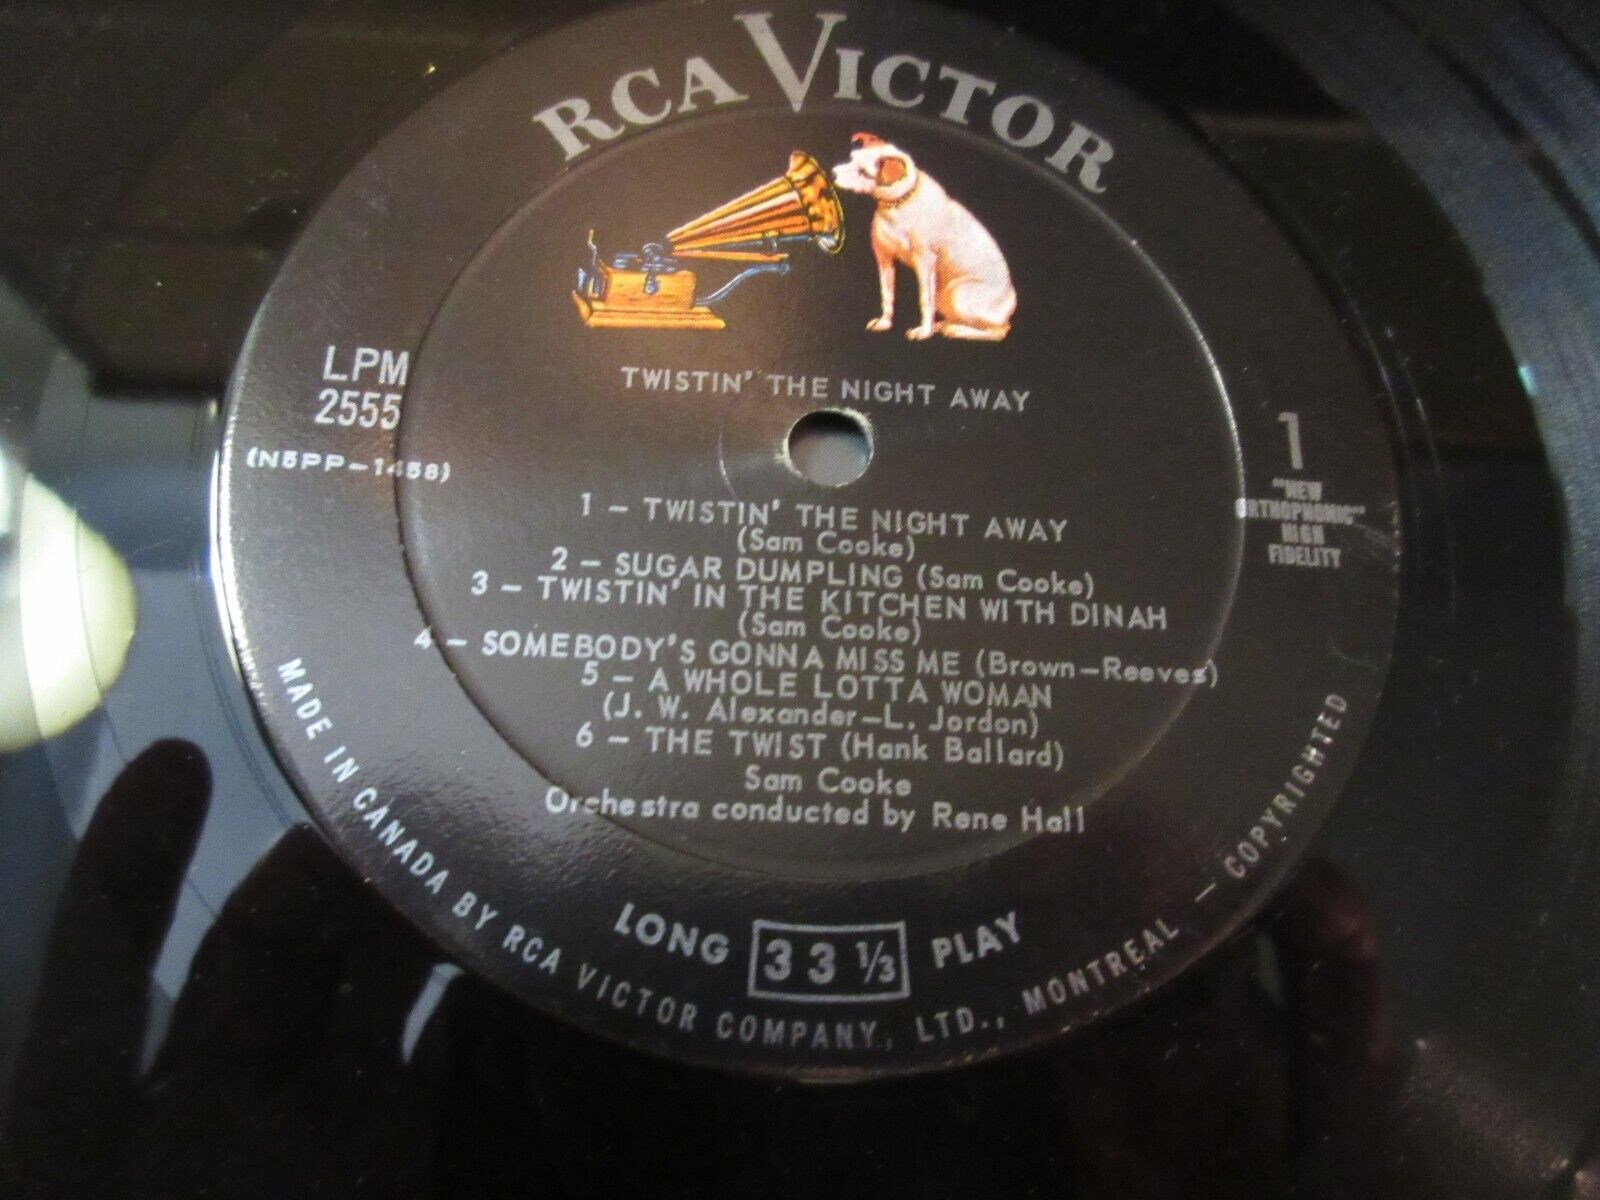 RCA VICTOR
LPM
2555
(N5PP-1458)
TWISTIN' THE NIGHT AWAY
1
"NEW
ORTHOPHONIC"
HIGH
FIDELITY
1 - TWISTIN' THE NIGHT AWAY
(Sam Cooke)
2 - SUGAR DUMPLING (Sam Cooke)
3 - TWISTIN' IN THE KITCHEN WITH DINAH
(Sam Cooke)
4 - SOMEBODY'S GONNA MISS ME (Brown-Reeves)
5 - A WHOLE LOTTA WOMAN
(J. W. Alexander-L. Jordon)
6 - THE TWIST (Hank Ballard)
Sam Cooke
Orchestra conducted by Rene Hall
LONG 33 1/3 PLAY
MADE IN CANADA BY RCA VICTOR COMPANY, LTD., MONTREAL - COPYRIGHTED